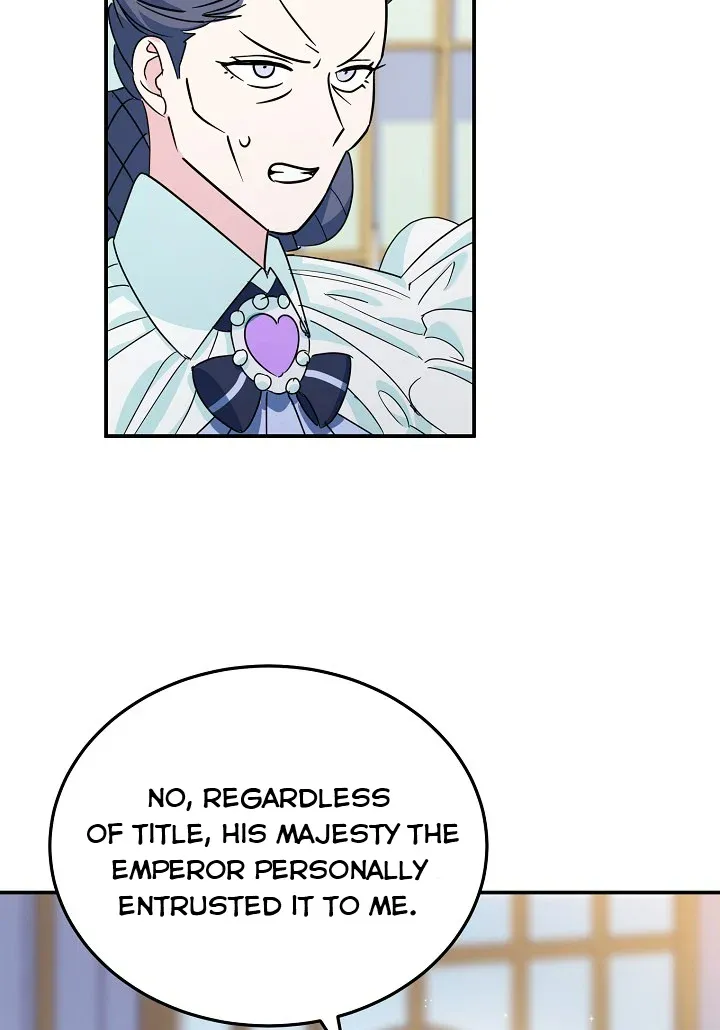 NO, REGARDLESS
OF TITLE, HIS MAJESTY THE
EMPEROR PERSONALLY
ENTRUSTED IT TO ME.